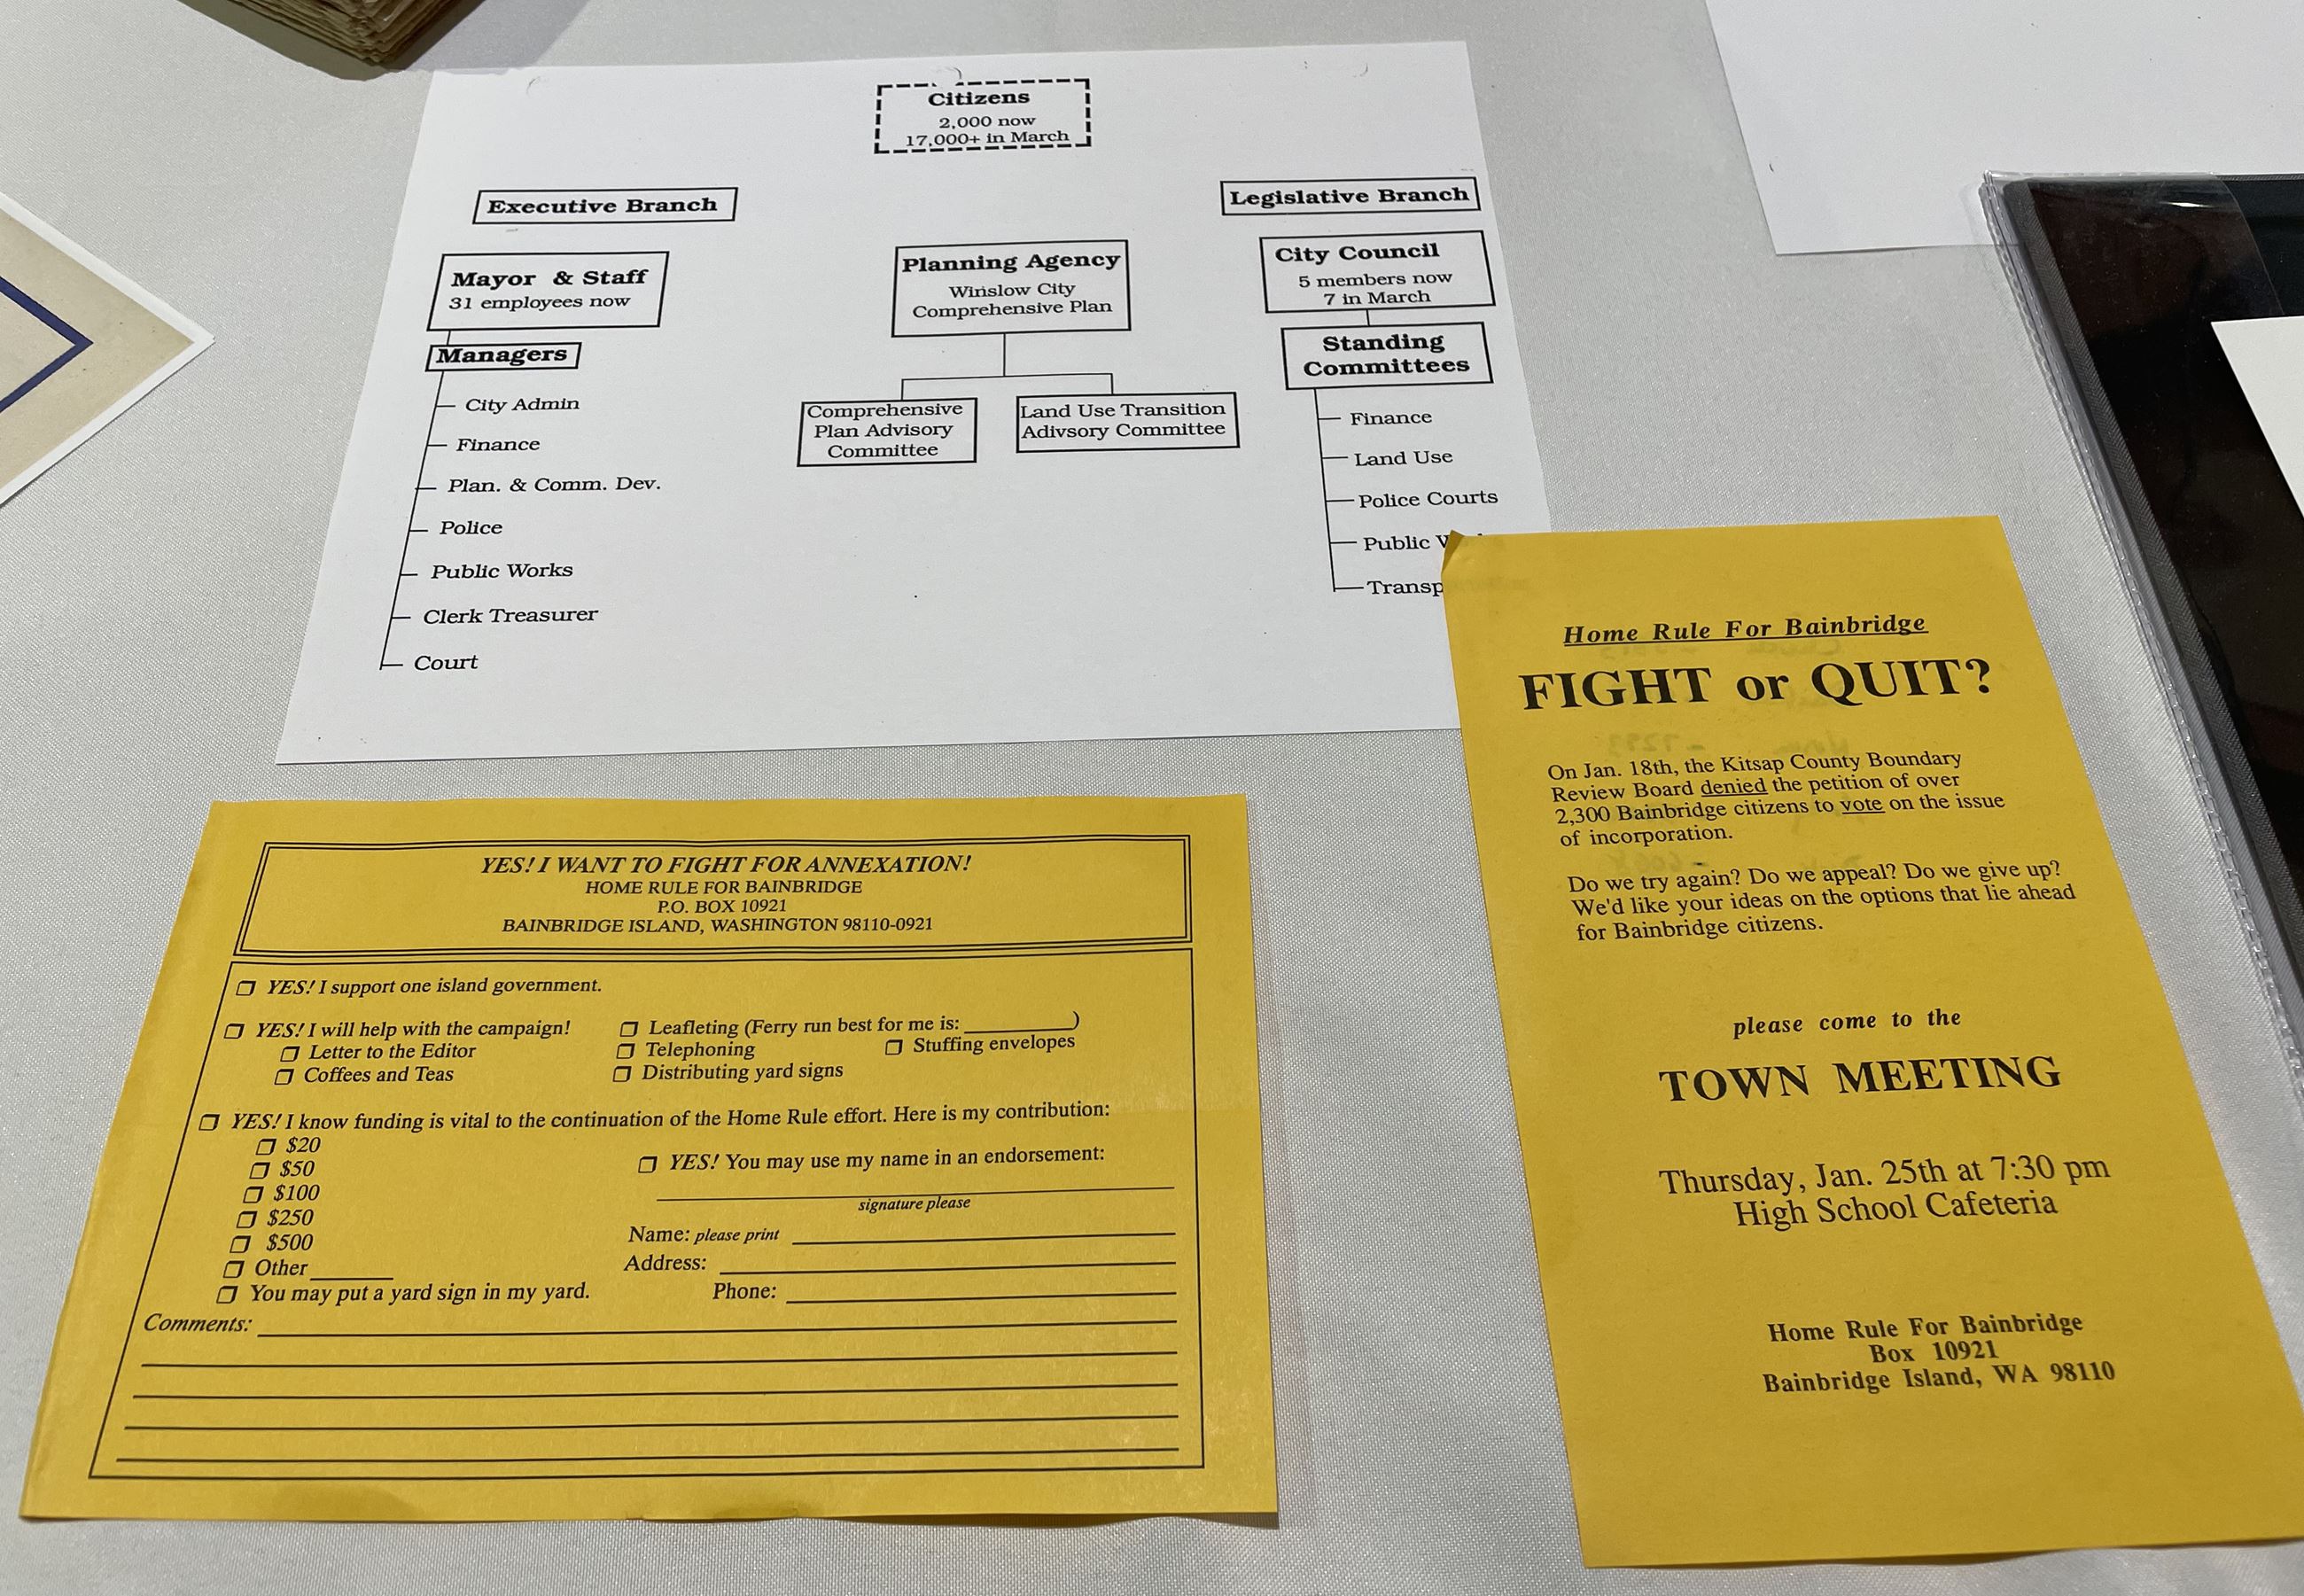 Citizens
2,000 now
17,000+ in March
Executive Branch
Legislative Branch
Mayor & Staff
31 employees now
Managers
City Admin
Finance
Plan. & Comm. Dev.
Police
Public Works
Clerk Treasurer
Court
Planning Agency
Winslow City
Comprehensive Plan
Comprehensive
Plan Advisory
Committee
Land Use Transition
Adivsory Committee
City Council
5 members now
7 in March
Standing
Committees
Finance
Land Use
Police Courts
Public
YES! I WANT TO FIGHT FOR ANNEXATION!
HOME RULE FOR BAINBRIDGE
P.O. BOX 10921
BAINBRIDGE ISLAND, WASHINGTON 98110-0921
YES! I support one island government.
YES! I will help with the campaign!
Letter to the Editor
Coffees and Teas
Leafleting (Ferry run best for me is: )
Telephoning
Stuffing envelopes
Distributing yard signs
YES! I know funding is vital to the continuation of the Home Rule effort. Here is my contribution:
$20
$50
$100
$250
$500
Other
You may put a yard sign in my yard.
YES! You may use my name in an endorsement:
signature please
Name: please print
Address:
Phone:
Comments:
Home Rule For Bainbridge
FIGHT or QUIT?
On Jan. 18th, the Kitsap County Boundary
Review Board denied the petition of over
2,300 Bainbridge citizens to vote on the issue
of incorporation.
Do we try again? Do we appeal? Do we give up?
We'd like your ideas on the options that lie ahead
for Bainbridge citizens.
please come to the
TOWN MEETING
Thursday, Jan. 25th at 7:30 pm
High School Cafeteria
Home Rule For Bainbridge
Box 10921
Bainbridge Island, WA 98110